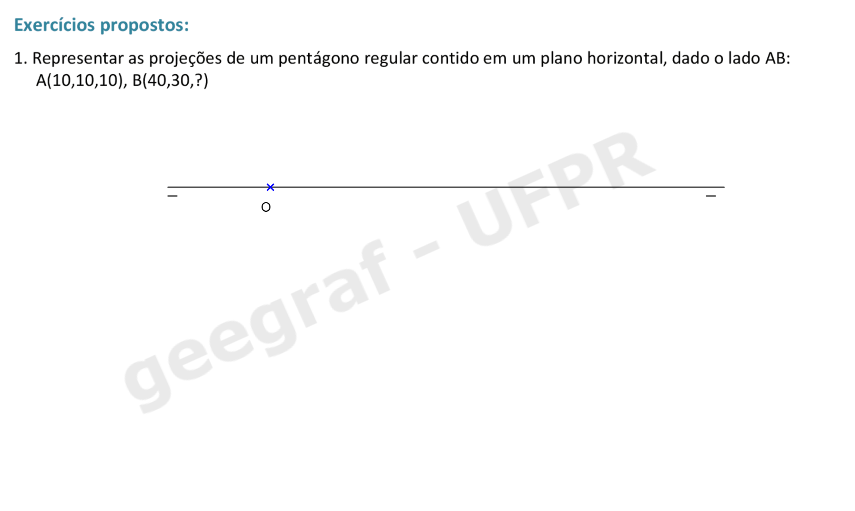 Exercícios propostos:
1. Representar as projeções de um pentágono regular contido em um plano horizontal, dado o lado AB:
A(10,10,10), B(40,30,?)
O
geegraf - UFPR